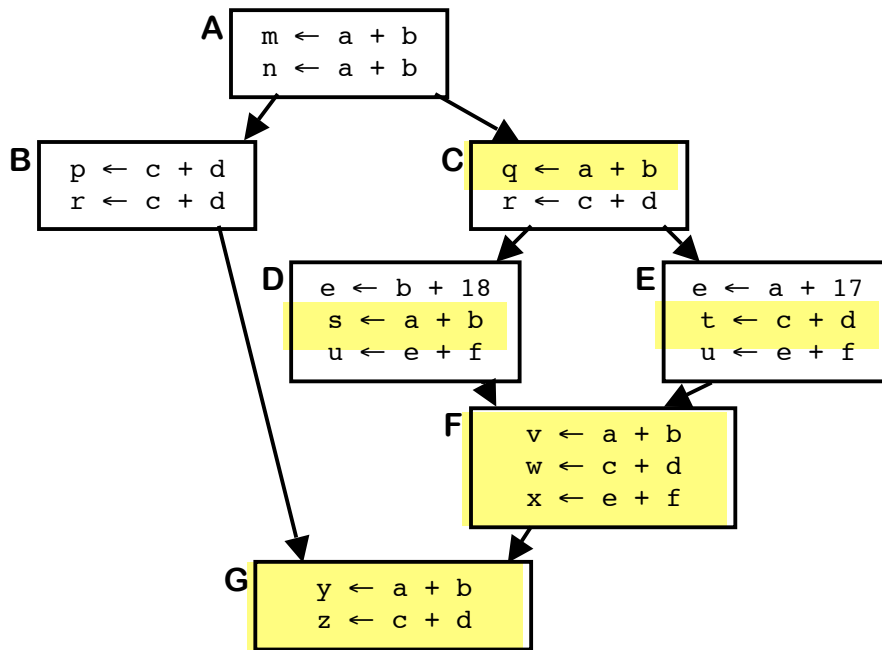 A
m ← a + b
n ← a + b
B
p ← c + d
r ← c + d
C
q ← a + b
r ← c + d
D
e ← b + 18
s ← a + b
u ← e + f
E
e ← a + 17
t ← c + d
u ← e + f
F
v ← a + b
w ← c + d
x ← e + f
G
y ← a + b
z ← c + d